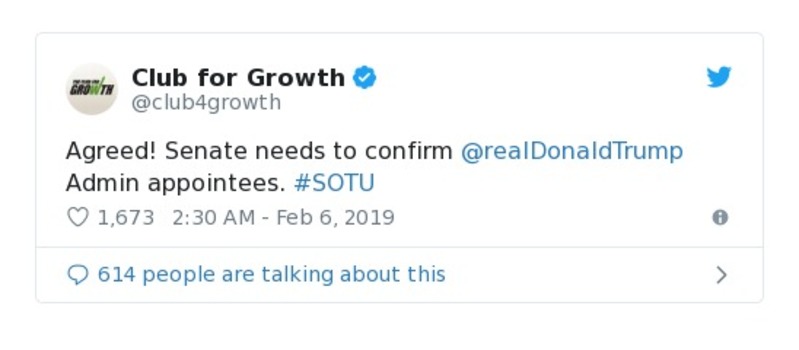 Club for Growth
@club4growth
Agreed! Senate needs to confirm @realDonaldTrump
Admin appointees. #SOTU
1,673 2:30 AM - Feb 6, 2019
614 people are talking about this